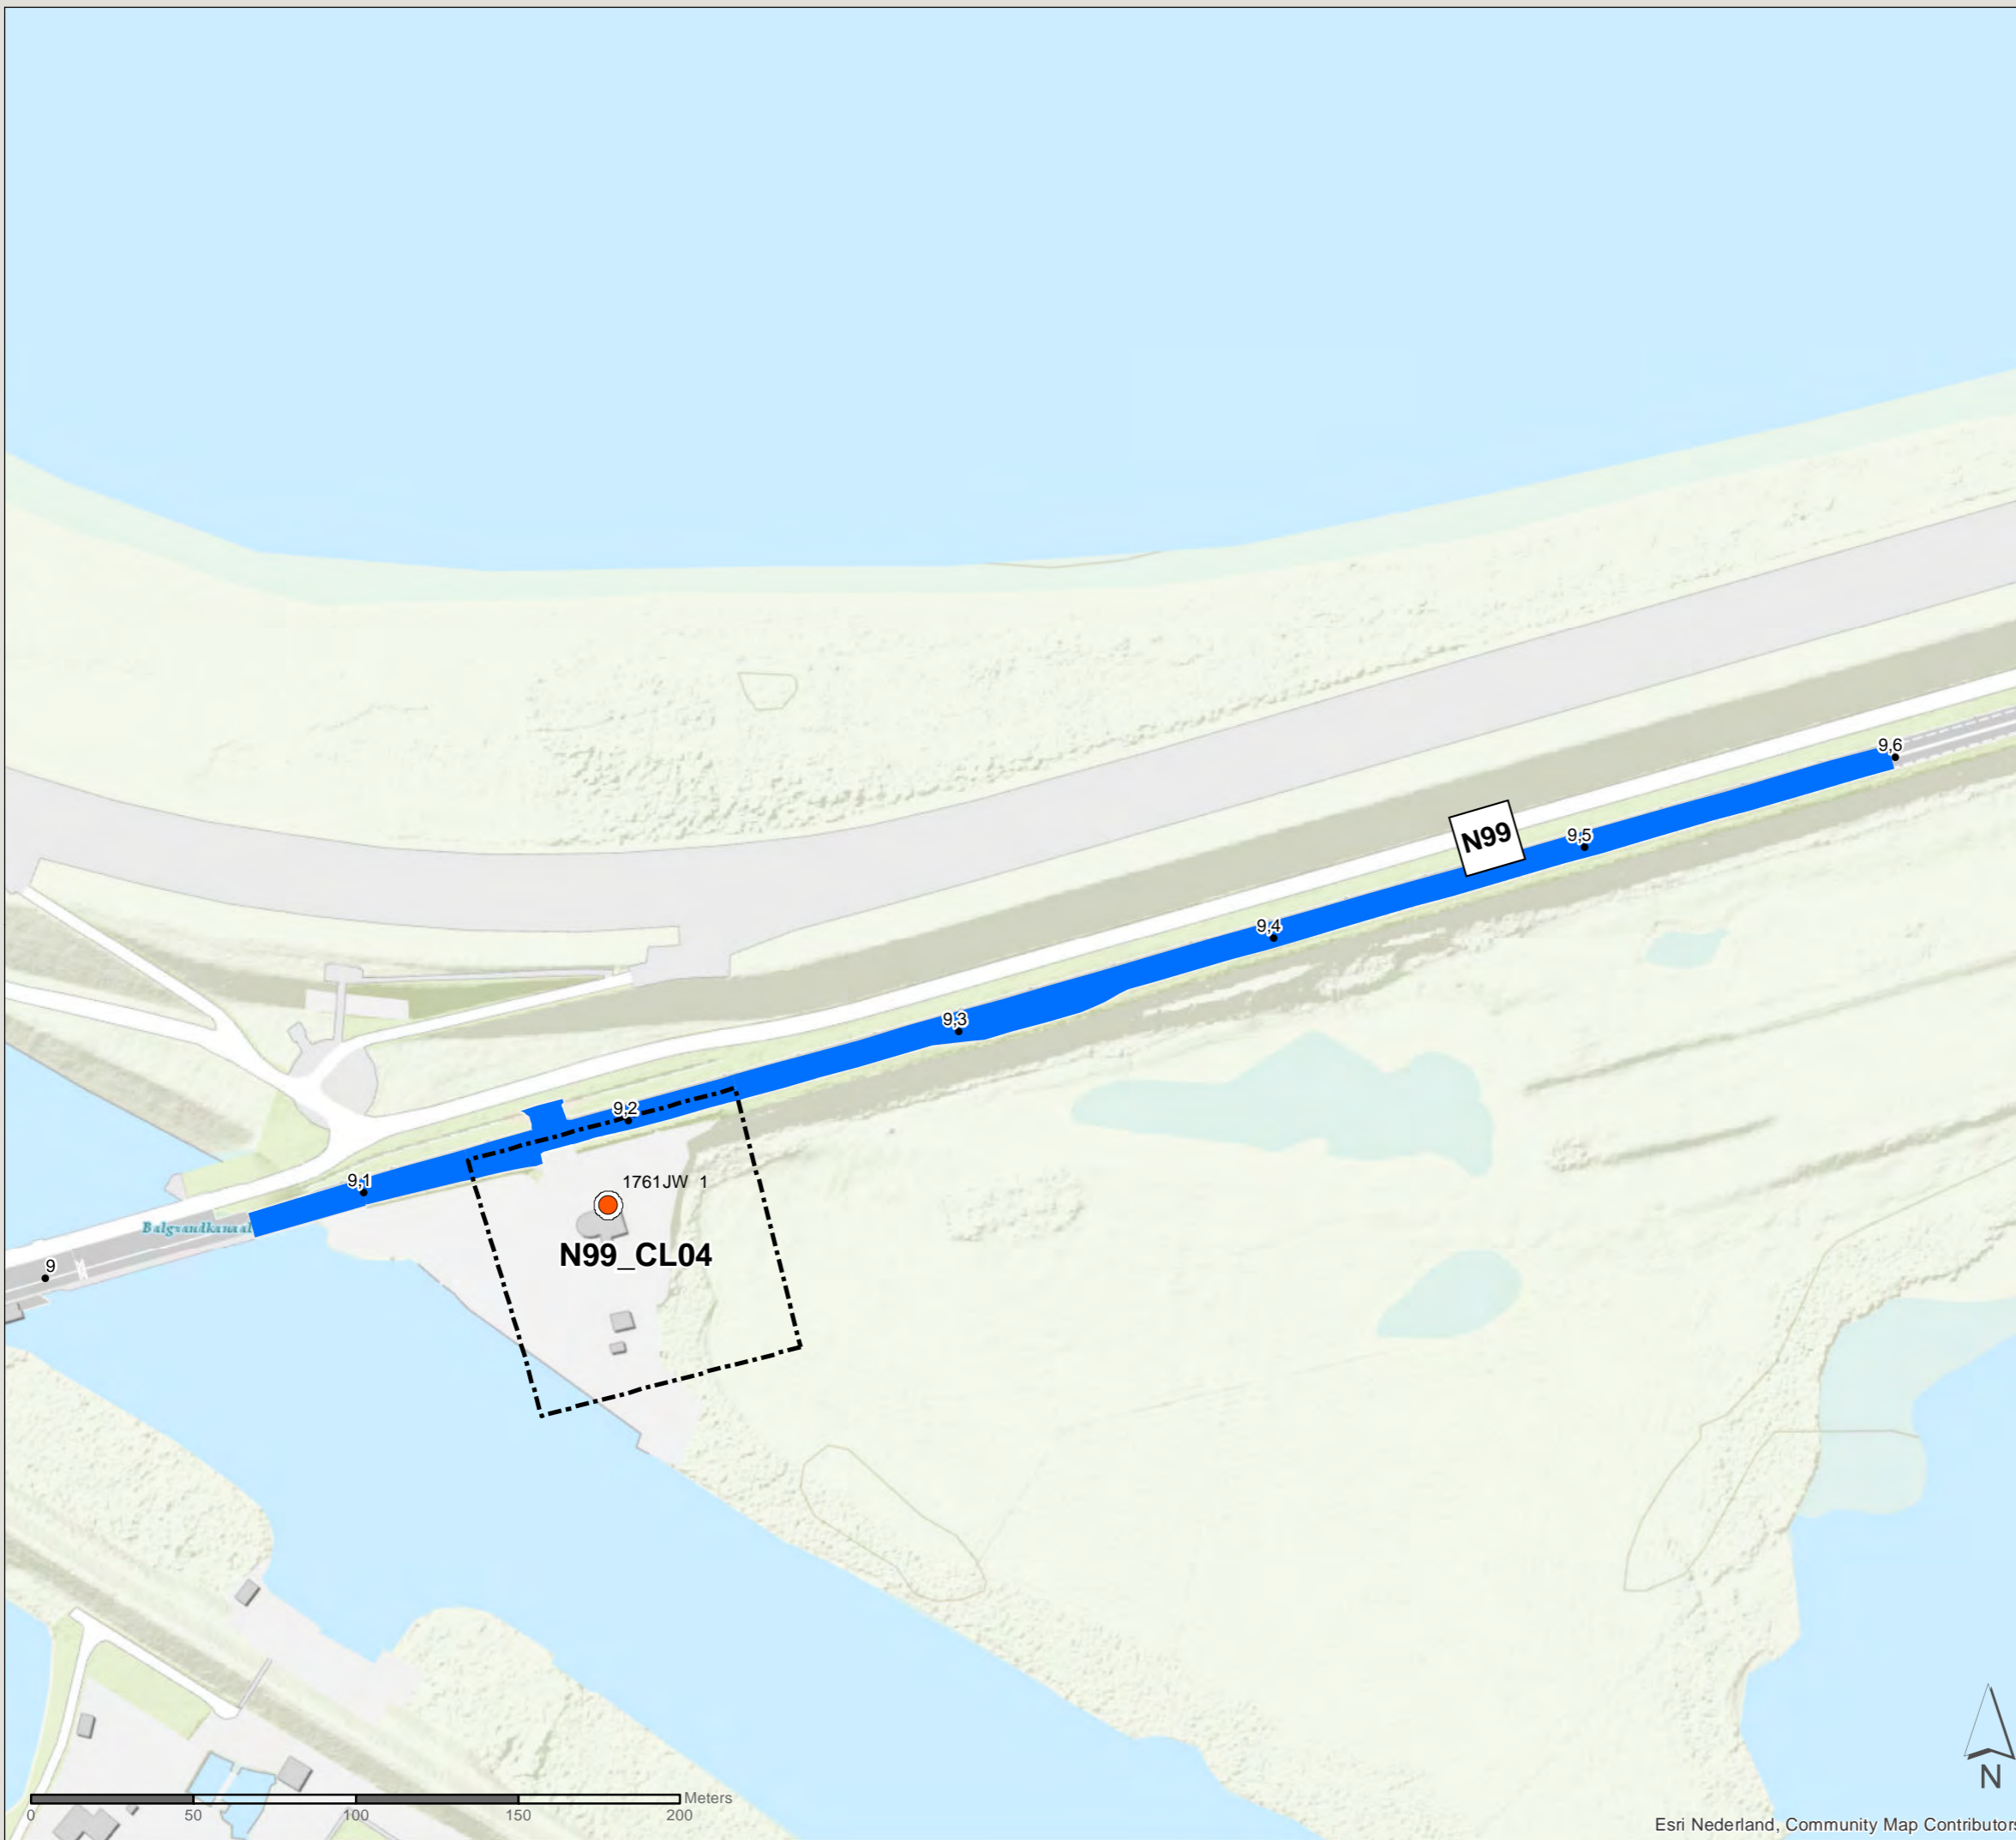 9,6
N99
9,5
9,4
9,3
9,2
9,1
1761JW 1
Balgzandkanaal
N99_CL04
9
Meters
0 50 100 150 200
N
Esri Nederland, Community Map Contributors